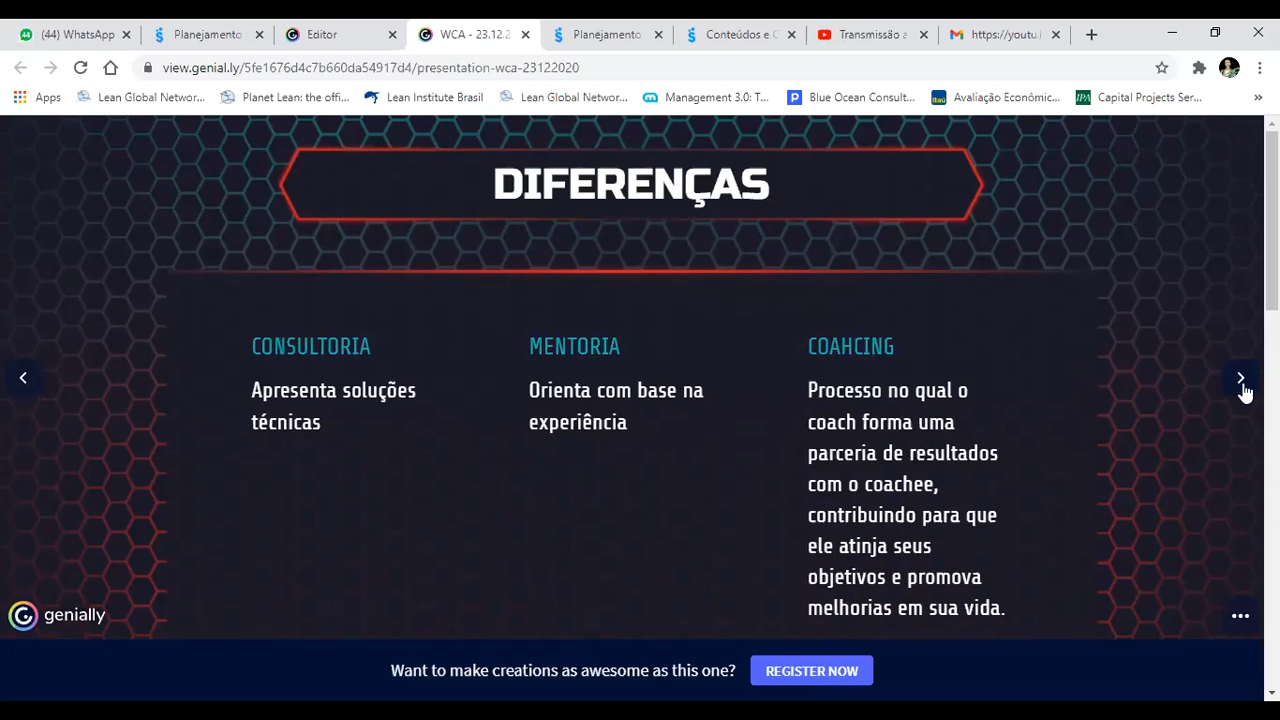 (44) WhatsApp
Planejamento
Editor
WCA - 23.12.2
Planejamento
Conteúdos e C
Transmissão a
https://youtu.
view.genial.ly/5fe1676d4c7b660da54917d4/presentation-wca-23122020
Apps
Lean Global Networ...
Planet Lean: the offi...
Lean Institute Brasil
Lean Global Networ...
Management 3.0: T...
Blue Ocean Consult...
Avaliação Econômic...
Capital Projects Ser...
DIFERENÇAS
CONSULTORIA
Apresenta soluções
técnicas
MENTORIA
Orienta com base na
experiência
COAHCING
Processo no qual o
coach forma uma
parceria de resultados
com o coachee,
contribuindo para que
ele atinja seus
objetivos e promova
melhorias em sua vida.
genially
Want to make creations as awesome as this one?
REGISTER NOW